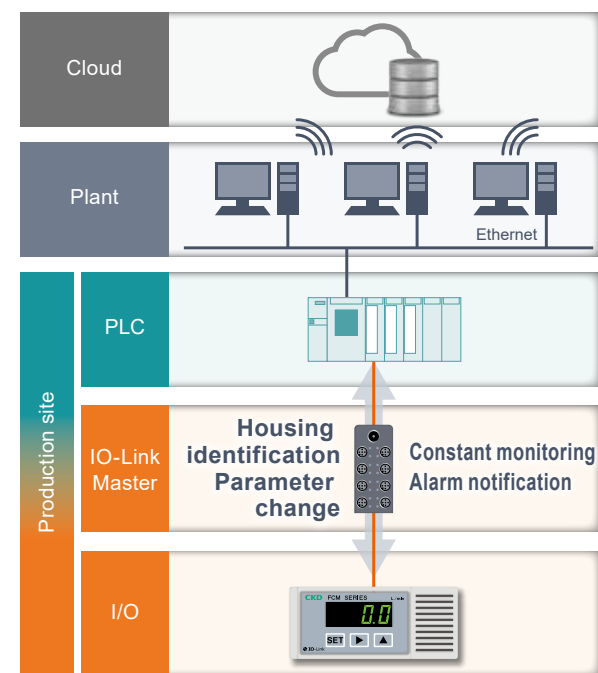 Cloud
Plant
Ethernet
Production site
PLC
IO-Link
Master
Housing
identification
Parameter
change
Constant monitoring
Alarm notification
I/O
CKD FCM SERIES L/min
0.0
SET
IO-Link